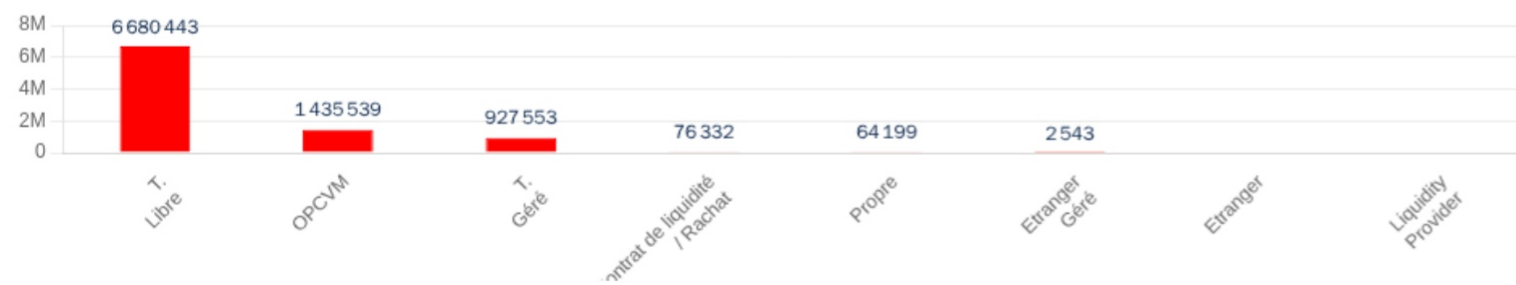 8M
6M
4M
2M
0
6 680 443
1 435 539
927 553
76 332
64 199
2 543
T.
Libre
OPCVM
T.
Géré
ontrat de liquidité
/ Rachat
Propre
Etranger
Géré
Etranger
Liquidity
Provider